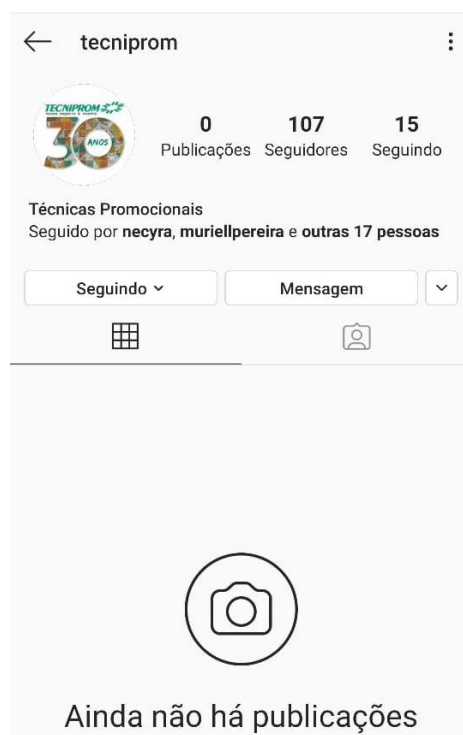 tecniprom
TECNIPROM
30
ANOS
0 107 15
Publicações Seguidores Seguindo
Técnicas Promocionais
Seguido por necyra, muriellpereira e outras 17 pessoas
Seguindo Mensagem
Ainda não há publicações